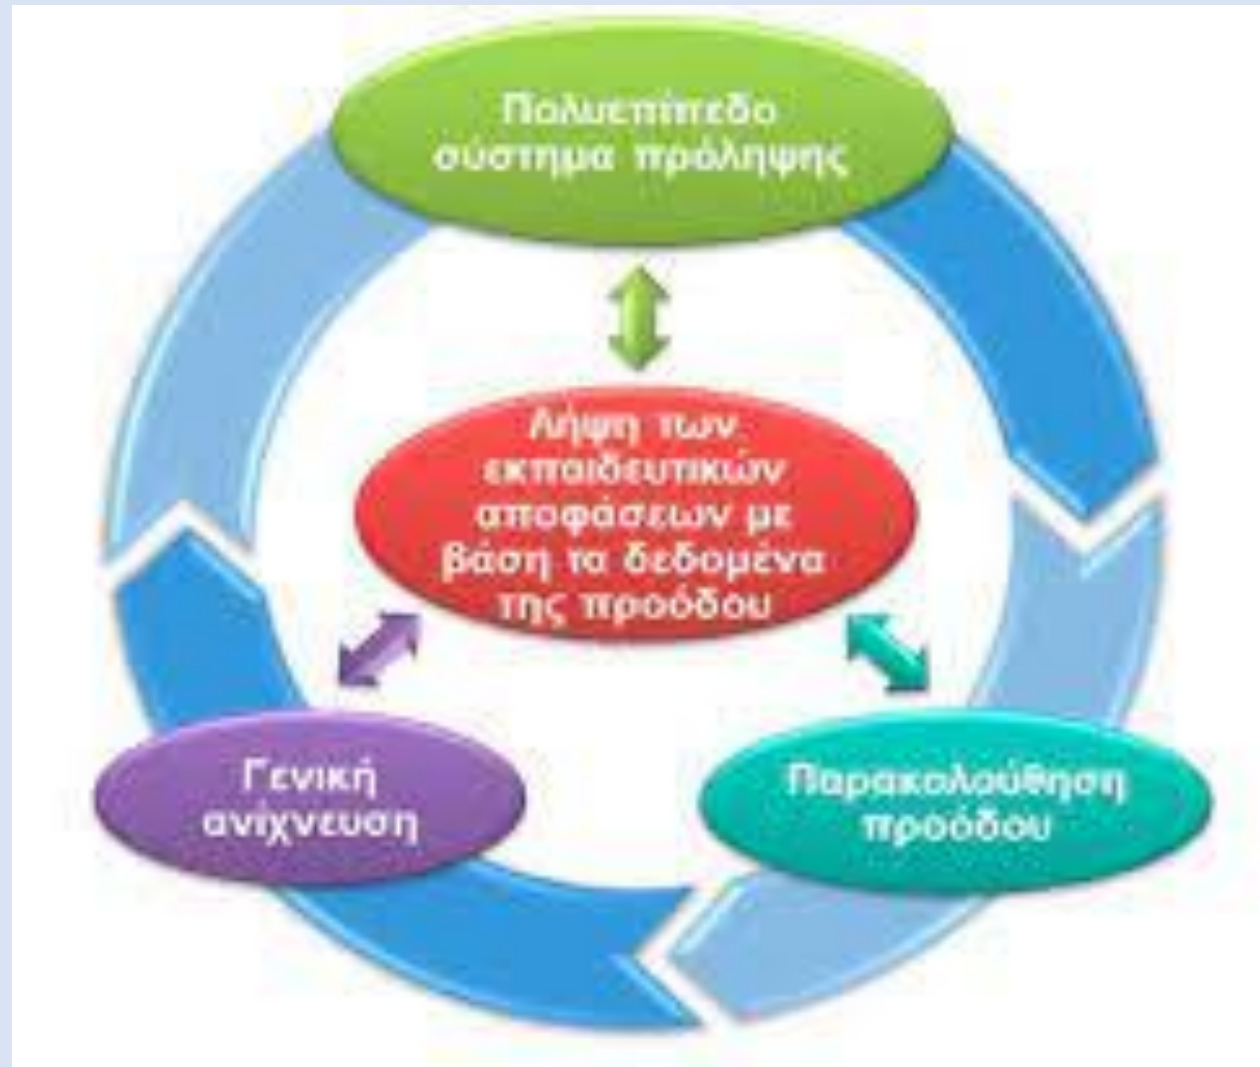 Πολυεπίπεδο
σύστημα πρόληψης
Λήψη των
εκπαιδευτικών
αποφάσεων με
βάση τα δεδομένα
της προόδου
Γενική
ανίχνευση
Παρακολούθηση
προόδου